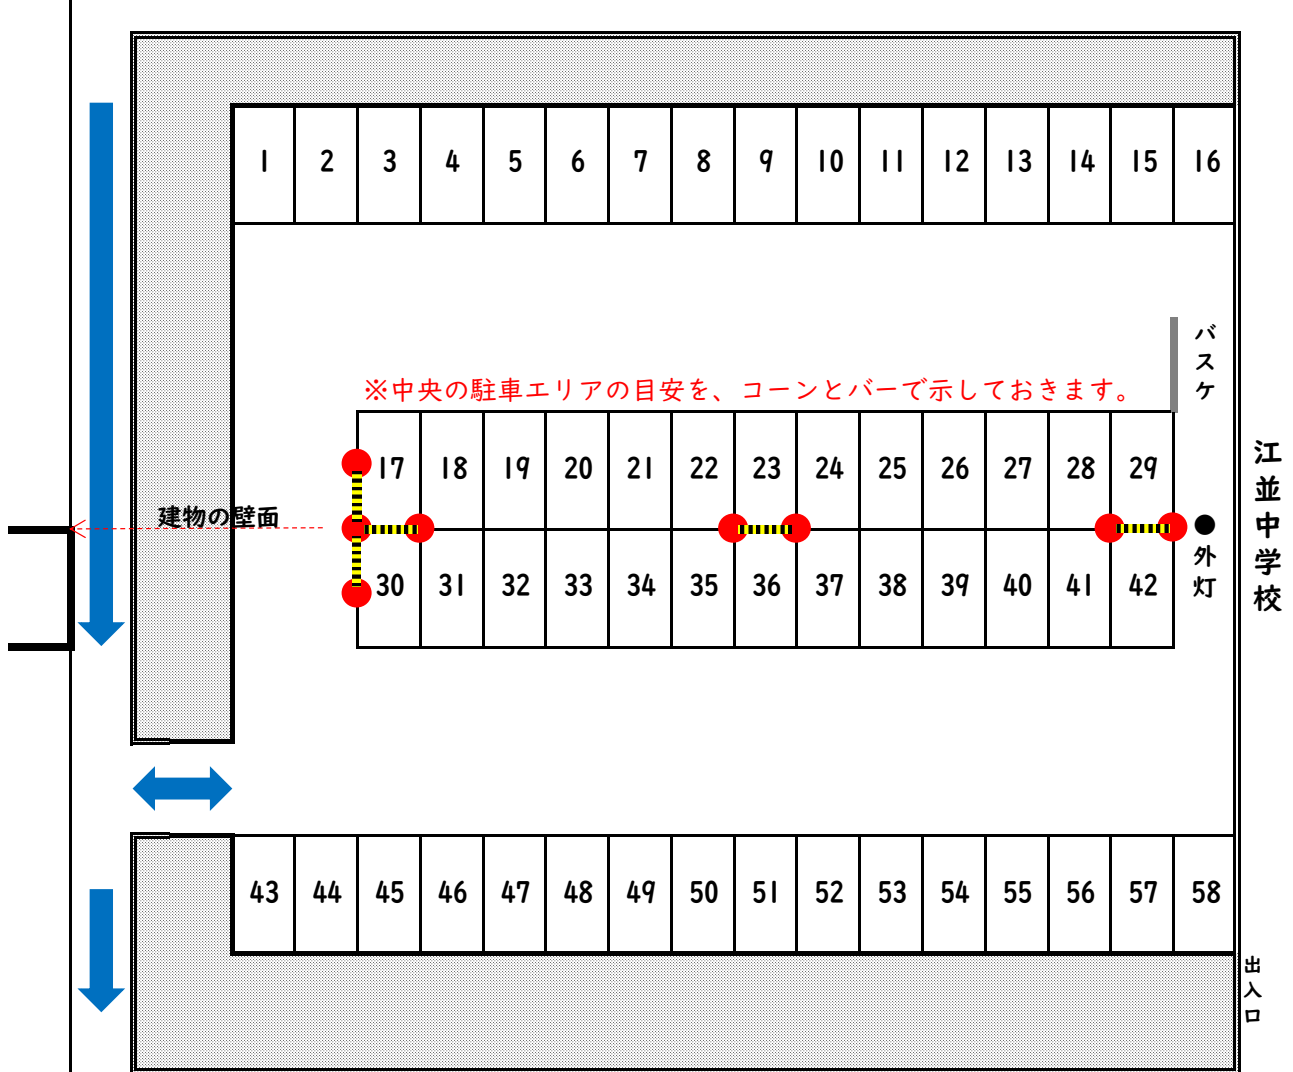 1 2 3 4 5 6 7 8 9 10 11 12 13 14 15 16
バスケ
※中央の駐車エリアの目安を、コーンとバーで示しておきます。
17 18 19 20 21 22 23 24 25 26 27 28 29
江並中学校
建物の壁面
外灯
30 31 32 33 34 35 36 37 38 39 40 41 42
43 44 45 46 47 48 49 50 51 52 53 54 55 56 57 58
出入口